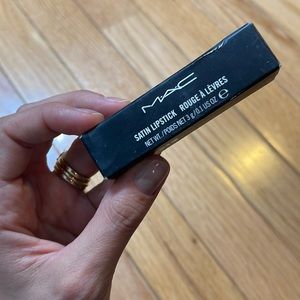 MAC
SATIN LIPSTICK ROUGE À LÈVRES
NET WT./POIDS NET 3 g/0.1 US OZ ℮